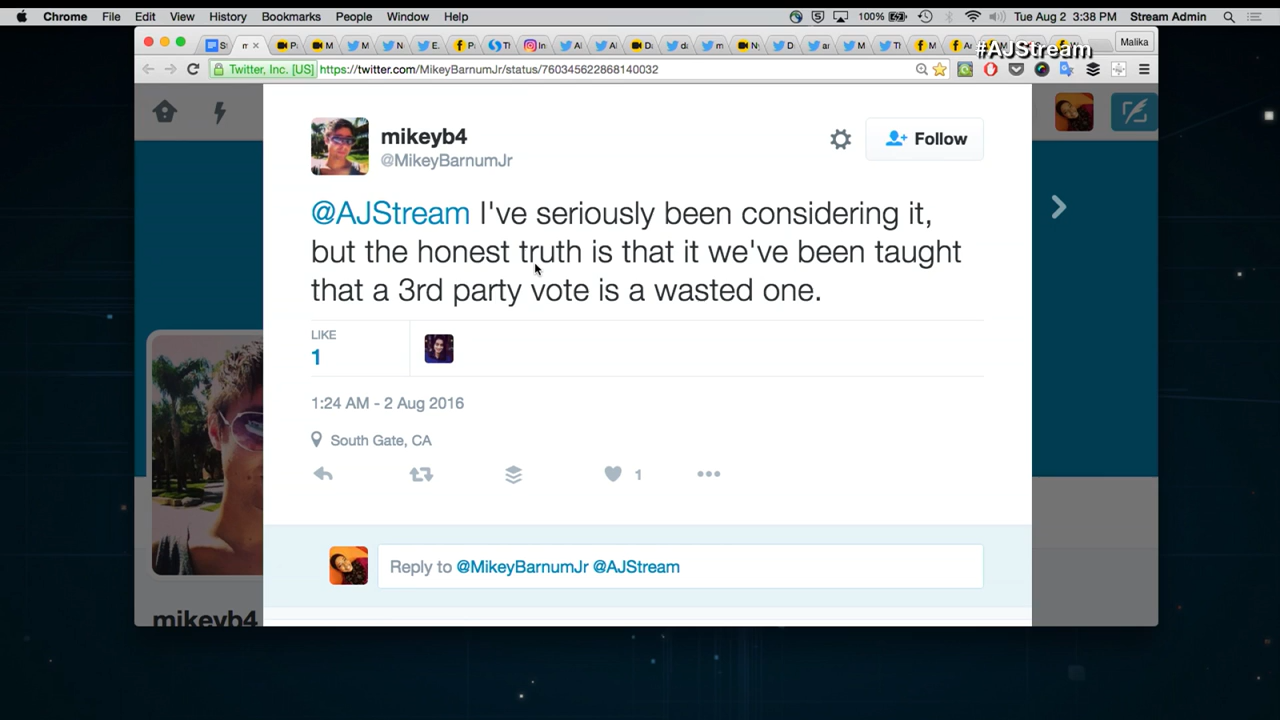 Chrome File Edit View History Bookmarks People Window Help 100% Tue Aug 2 3:38 PM Stream Admin
Malika
#AJStream
Twitter, Inc. [US] https://twitter.com/MikeyBarnumJr/status/760345622868140032
mikeyb4
@MikeyBarnumJr
Follow
@AJStream I've seriously been considering it,
but the honest truth is that it we've been taught
that a 3rd party vote is a wasted one.
LIKE
1
1:24 AM - 2 Aug 2016
South Gate, CA
1
Reply to @MikeyBarnumJr @AJStream
mikeyb4